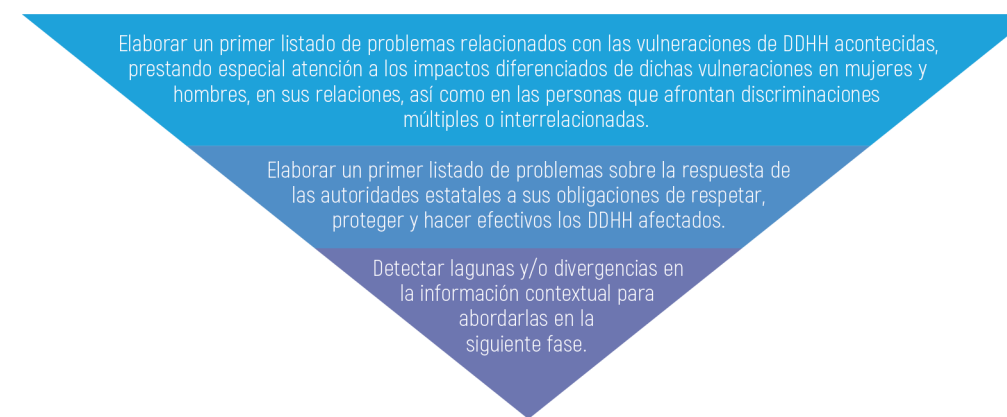 Elaborar un primer listado de problemas relacionados con las vulneraciones de DDHH acontecidas,
prestando especial atención a los impactos diferenciados de dichas vulneraciones en mujeres y
hombres, en sus relaciones, así como en las personas que afrontan discriminaciones
múltiples o interrelacionadas.
Elaborar un primer listado de problemas sobre la respuesta de
las autoridades estatales a sus obligaciones de respetar,
proteger y hacer efectivos los DDHH afectados.
Detectar lagunas y/o divergencias en
la información contextual para
abordarlas en la
siguiente fase.